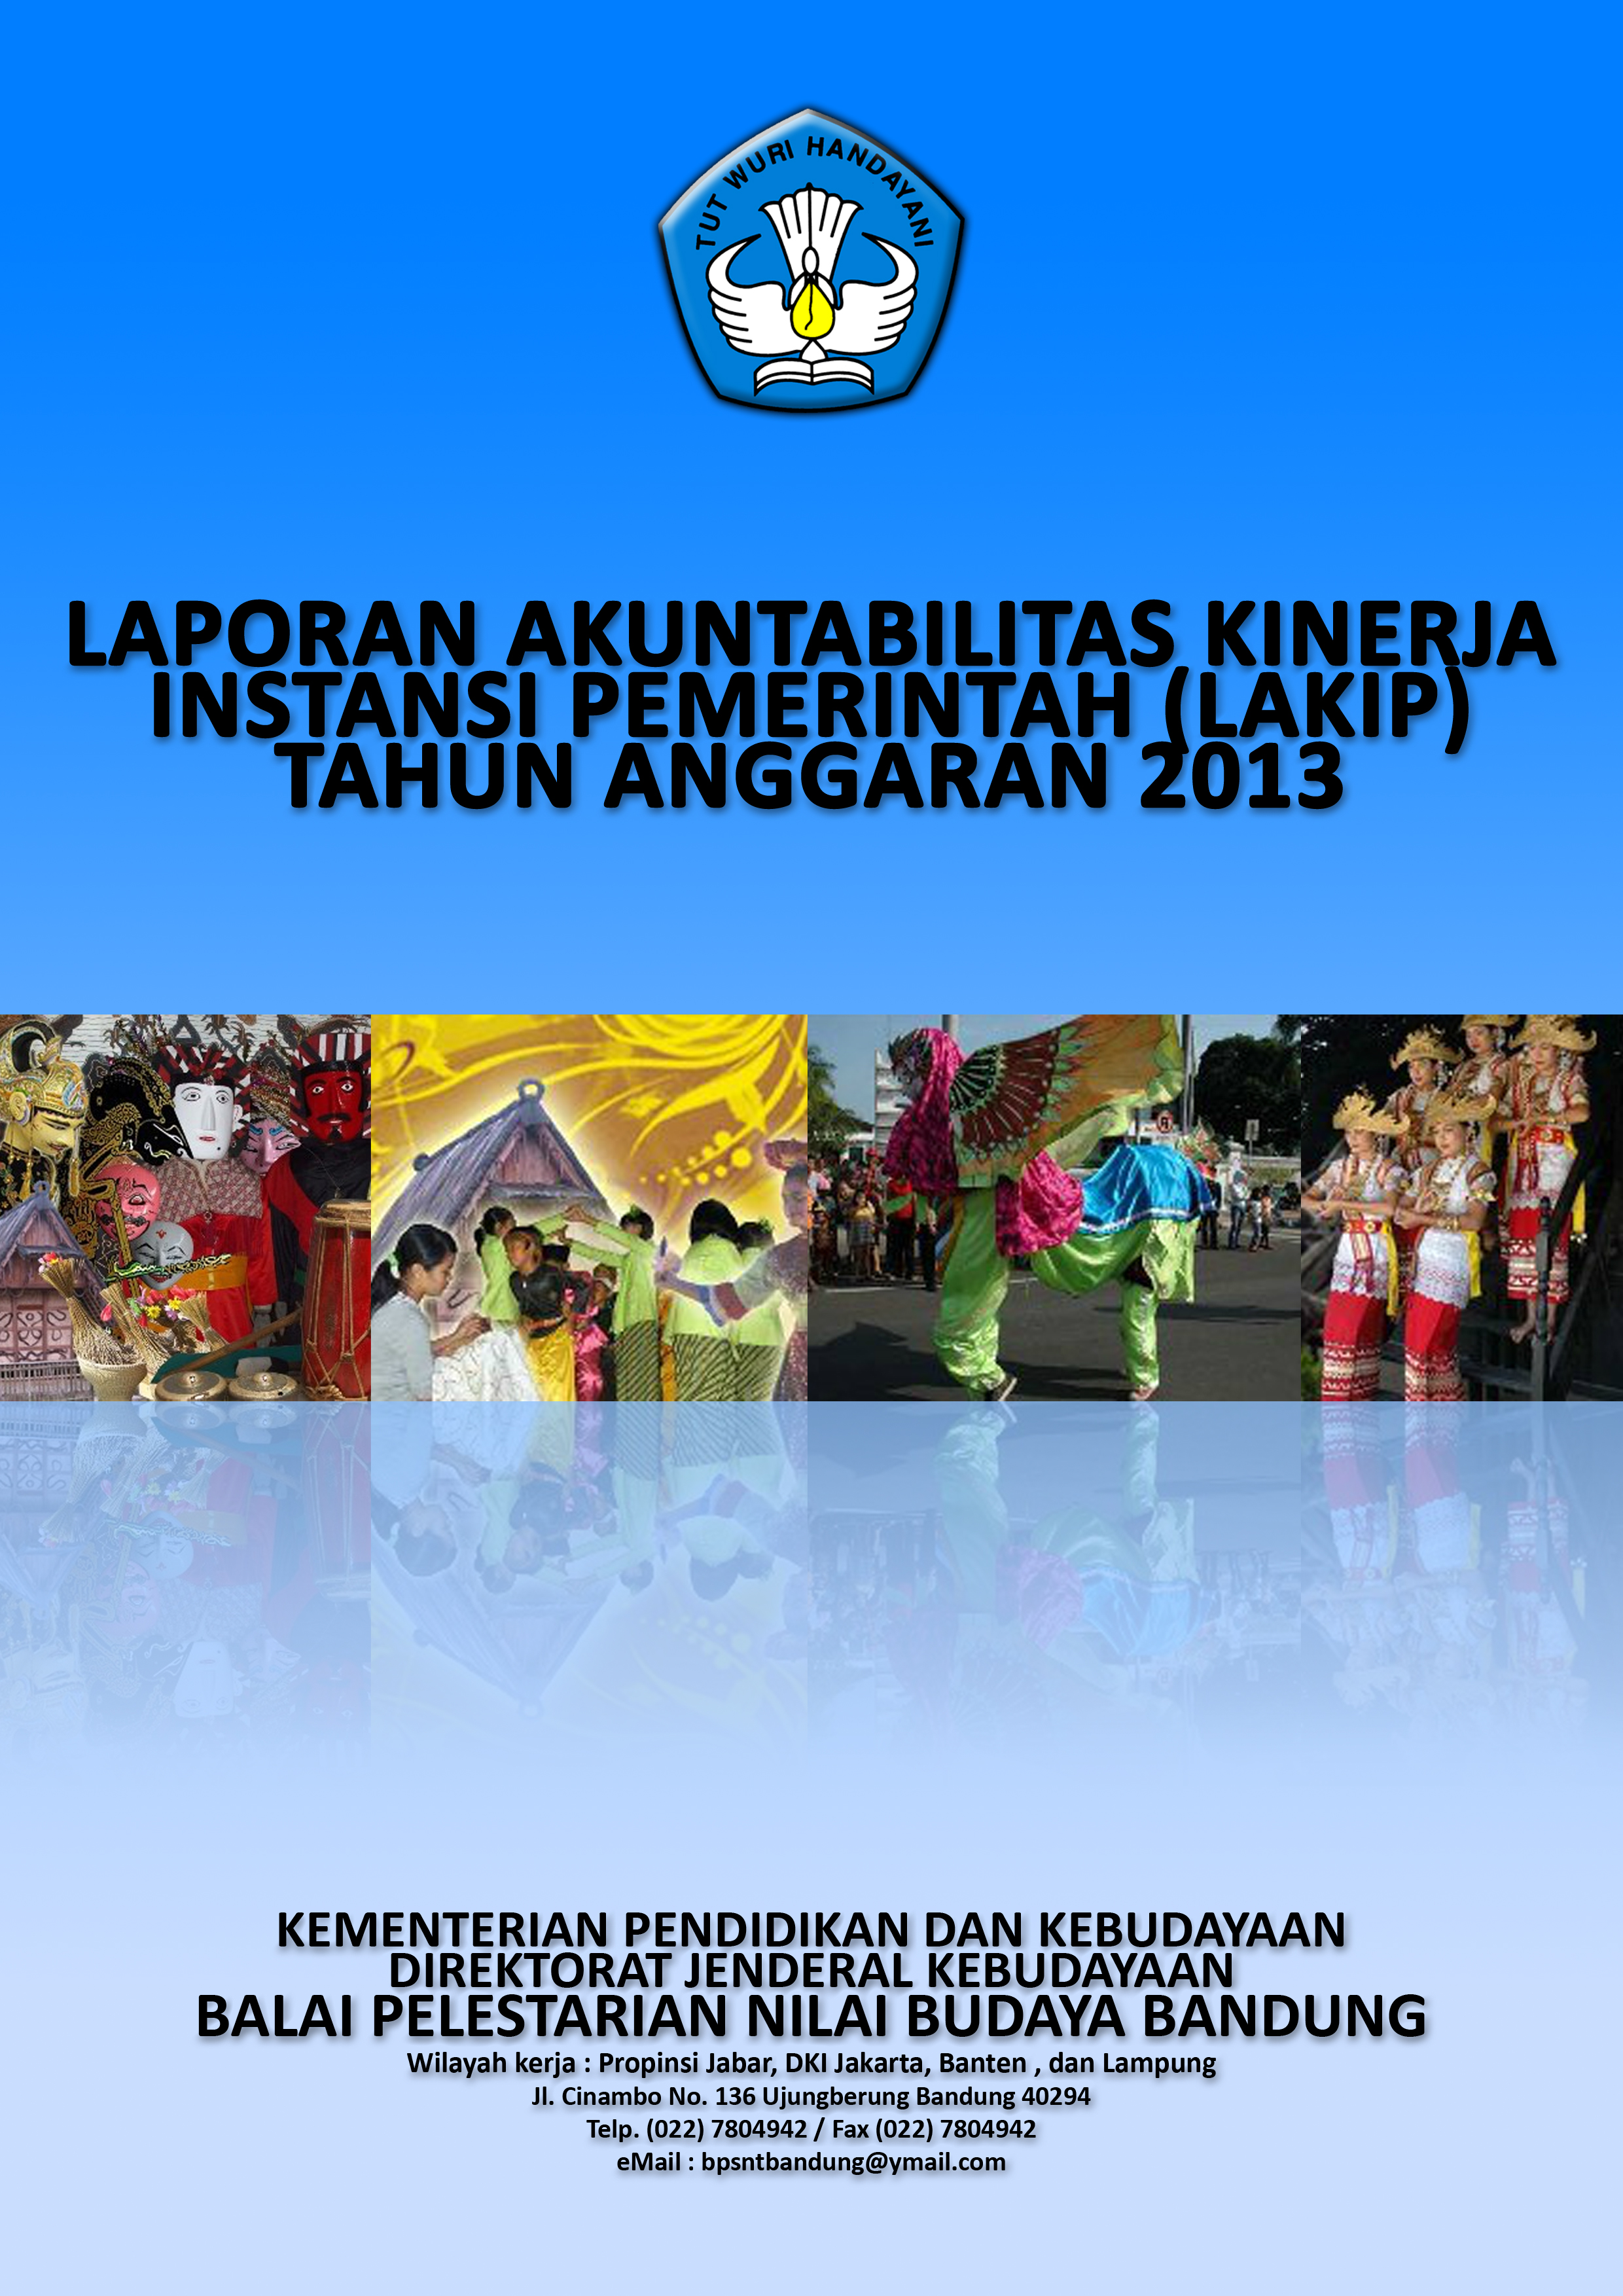 TUT WURI HANDAYANI
LAPORAN AKUNTABILITAS KINERJA
INSTANSI PEMERINTAH (LAKIP)
TAHUN ANGGARAN 2013
KEMENTERIAN PENDIDIKAN DAN KEBUDAYAAN
DIREKTORAT JENDERAL KEBUDAYAAN
BALAI PELESTARIAN NILAI BUDAYA BANDUNG
Wilayah kerja : Propinsi Jabar, DKI Jakarta, Banten , dan Lampung
Jl. Cinambo No. 136 Ujungberung Bandung 40294
Telp. (022) 7804942 / Fax (022) 7804942
eMail : bpsntbandung@ymail.com